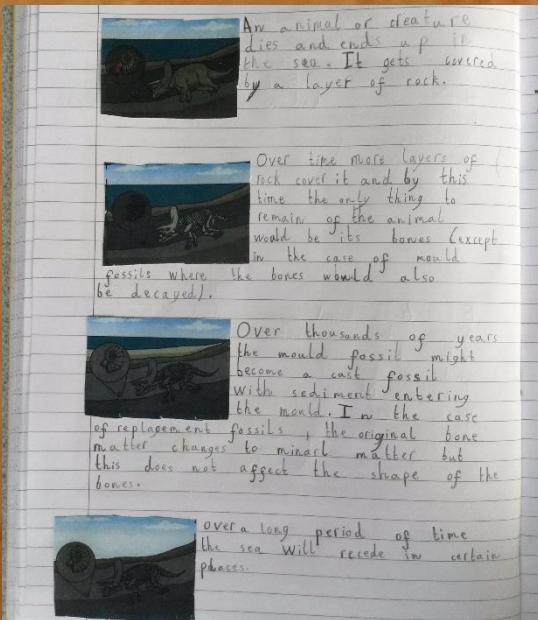 An animal or creature
dies and ends up in
the sea. It gets covered
by a layer of rock.
Over time more layers of
rock cover it and by this
time the only thing to
remain of the animal
would be its bones (except
in the case of mould
fossils where the bones would also
be decayed).
Over thousands of years
the mould fossil might
become a cast fossil
with sediment entering
the mould. In the case
of replacement fossils, the original bone
matter changes to minarl matter but
this does not affect the shape of the
bones.
over a long period of time
the sea will recede in certain
places.